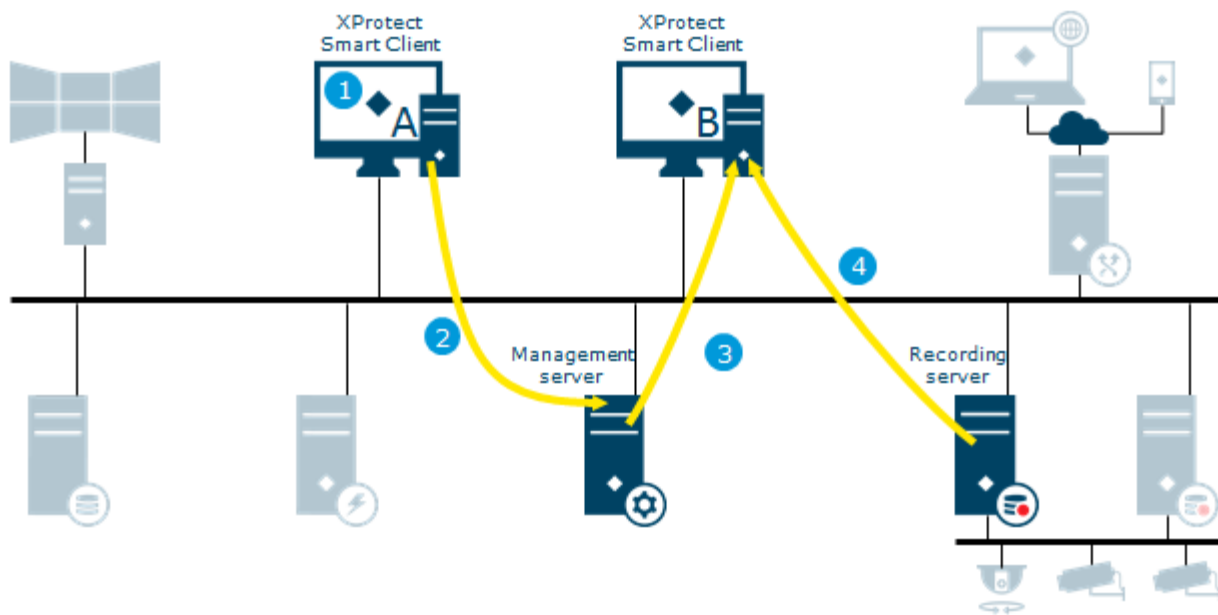 XProtect
Smart Client
XProtect
Smart Client
1
A
B
4
2
3
Management
server
Recording
server